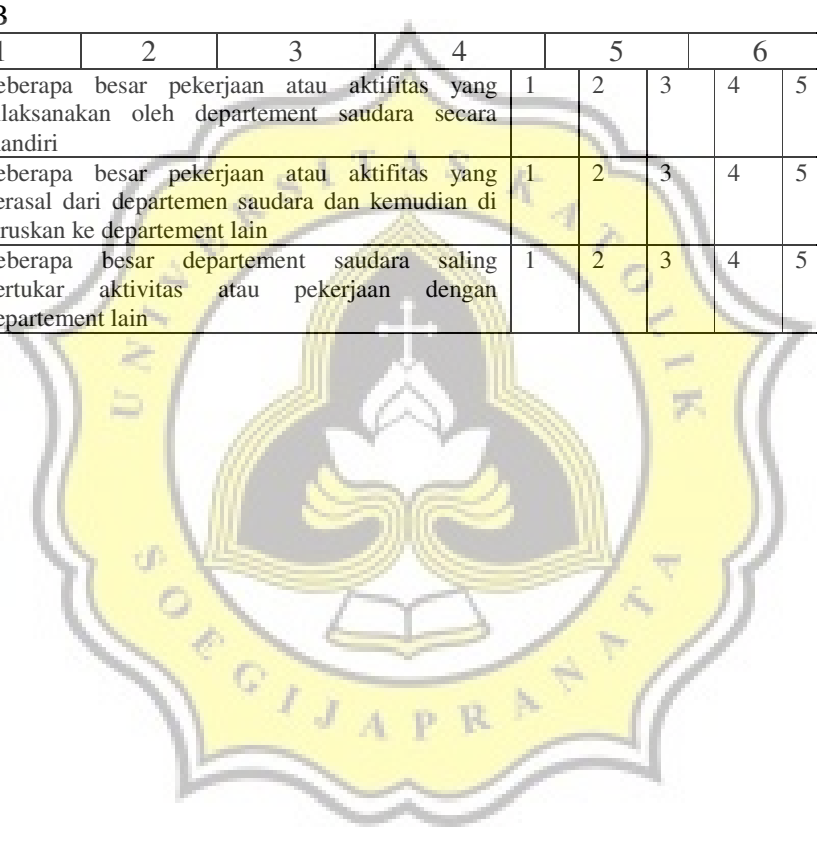 3
1 2 3 4 5 6
eberapa besar pekerjaan atau aktifitas yang 1 2 3 4 5
ilaksanakan oleh departement saudara secara
andiri
eberapa besar pekerjaan atau aktifitas yang 1 2 3 4 5
erasal dari departemen saudara dan kemudian di
ruskan ke departement lain
eberapa besar departement saudara saling 1 2 3 4 5
ertukar aktivitas atau pekerjaan dengan
epartement lain
UNIVERSITAS KATOLIK
SOEGIJAPRANATA